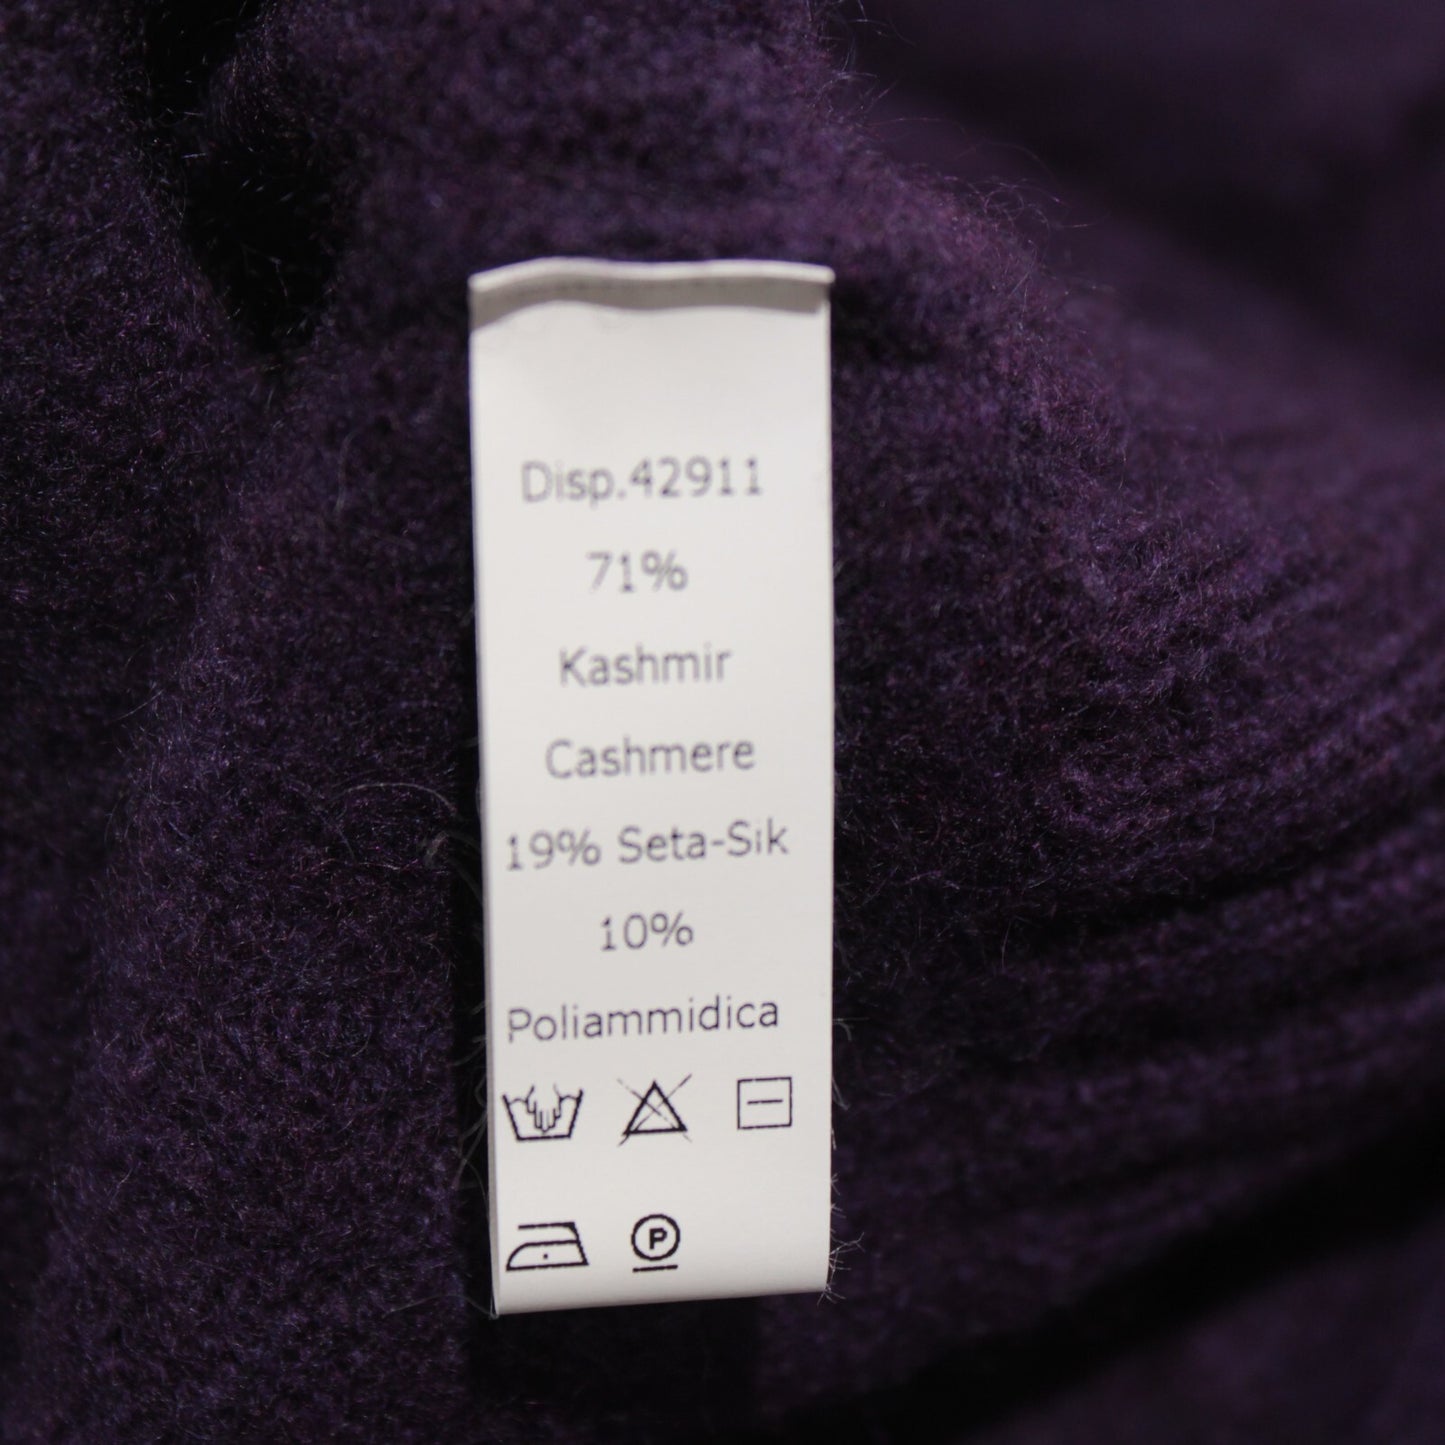 Disp.42911
71%
Kashmir
Cashmere
19% Seta-Sik
10%
Poliammidica
P